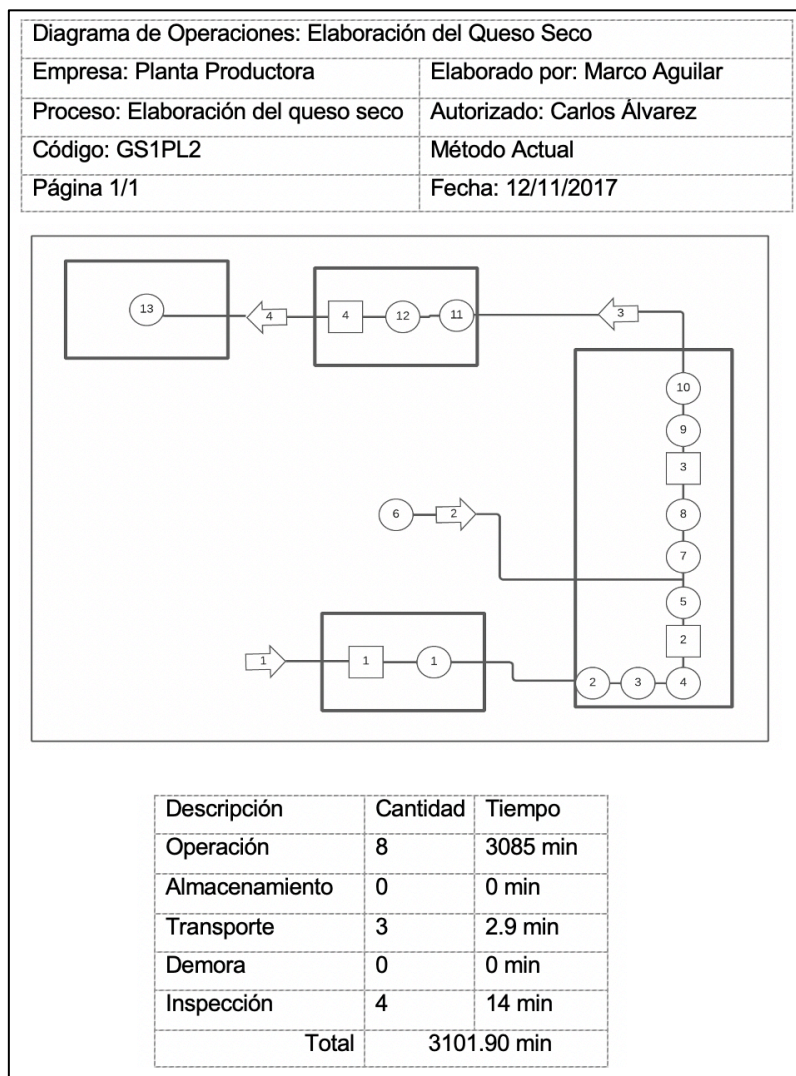 Diagrama de Operaciones: Elaboración del Queso Seco
Empresa: Planta Productora Elaborado por: Marco Aguilar
Proceso: Elaboración del queso seco Autorizado: Carlos Álvarez
Código: GS1PL2 Método Actual
Página 1/1 Fecha: 12/11/2017
13 4 4 12 11 3
10
9
3
8
6 2
7
5
2
1 1 1
2 3 4
Descripción Cantidad Tiempo
Operación 8 3085 min
Almacenamiento 0 0 min
Transporte 3 2.9 min
Demora 0 0 min
Inspección 4 14 min
Total 3101.90 min